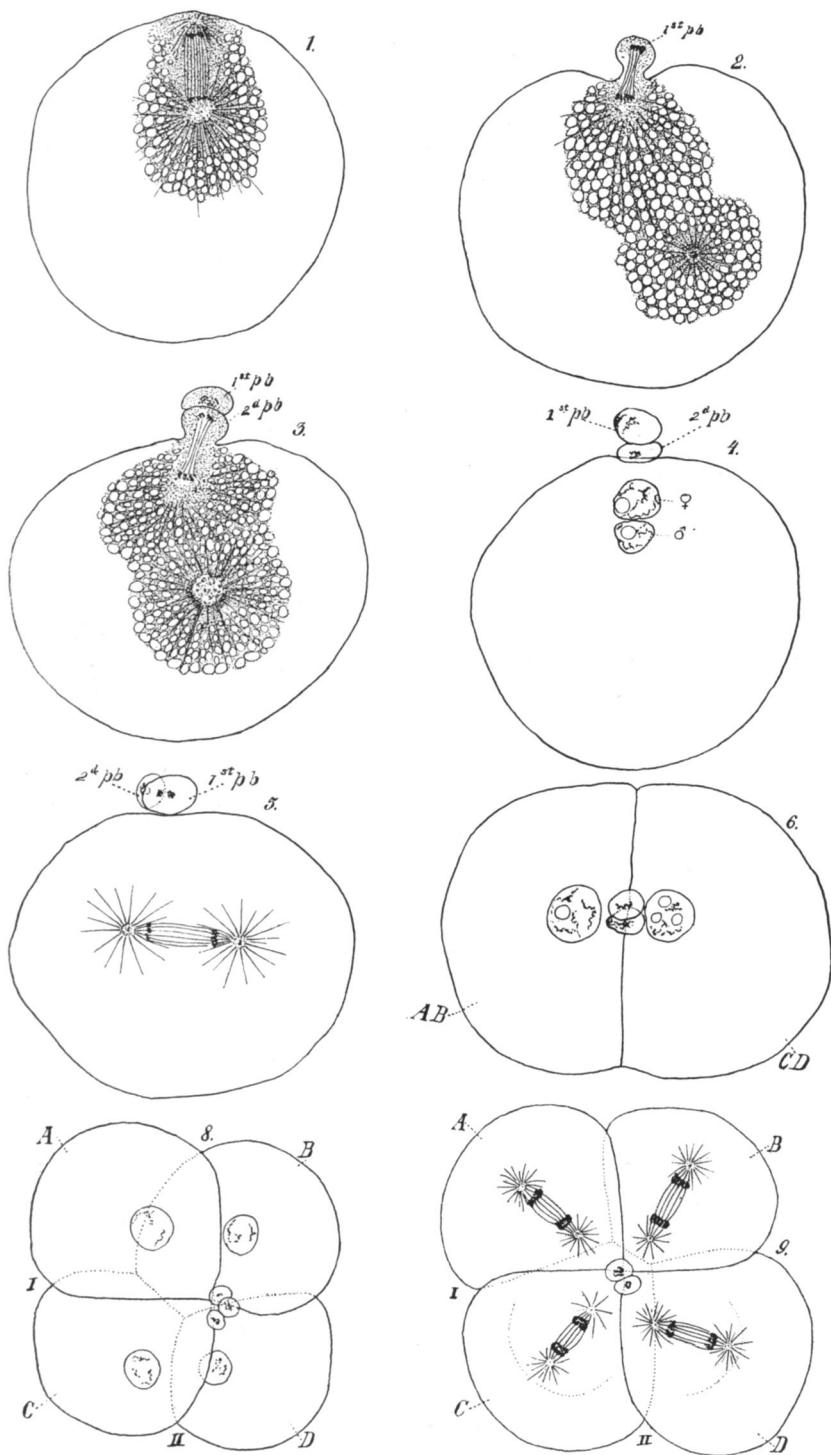 1.
1st pb
2.
1st pb
2d pb
3.
1st pb
2d pb
4.
♀
♂
2d pb
1st pb
5.
6.
AB
CD
A
8.
B
I
C
II
D
A
B
9.
I
C
II
D